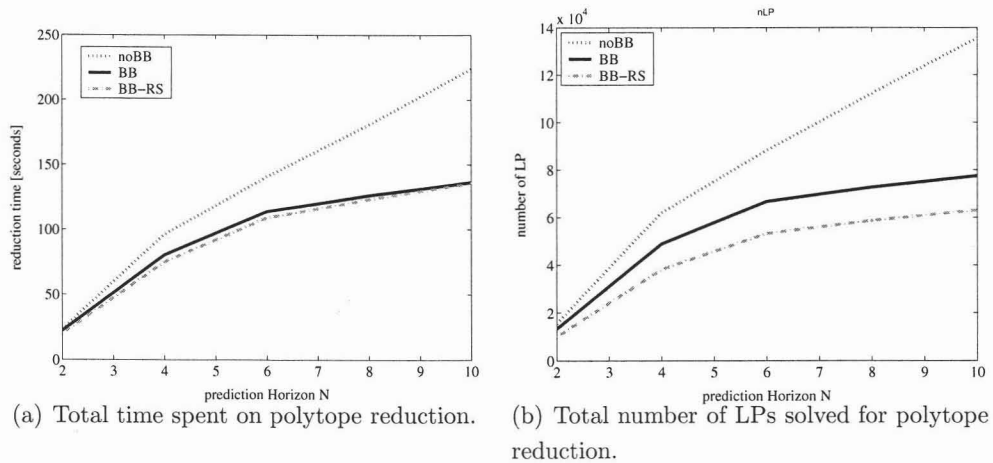 250
200
150
100
50
0
reduction time [seconds]
noBB
BB
BB-RS
2 3 4 5 6 7 8 9 10
prediction Horizon N
(a) Total time spent on polytope reduction.
x 10^4
nLP
14
12
10
8
6
4
2
0
number of LP
noBB
BB
BB-RS
2 3 4 5 6 7 8 9 10
prediction Horizon N
(b) Total number of LPs solved for polytope
reduction.